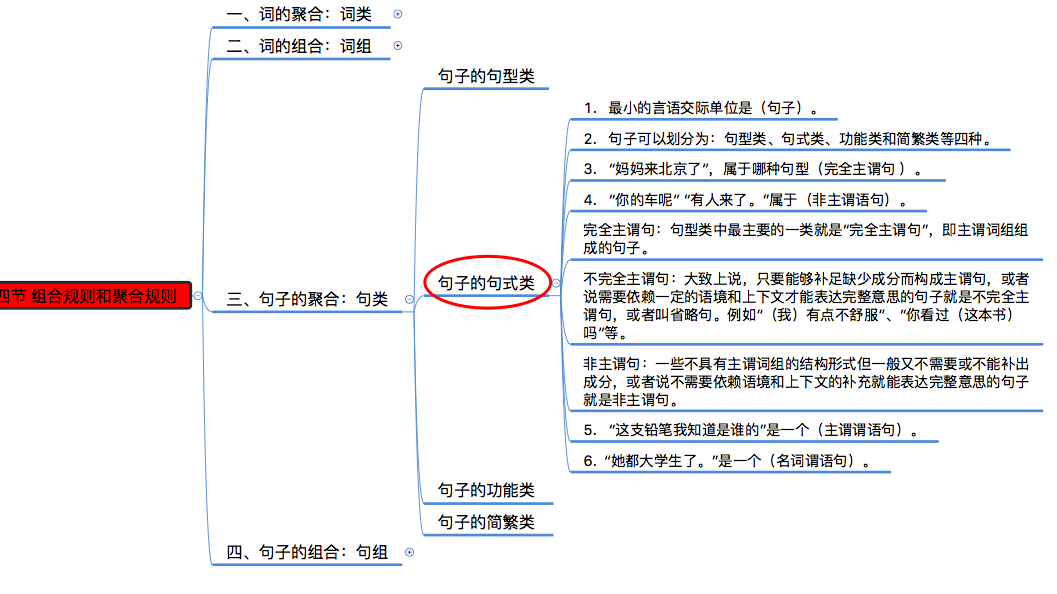 一、词的聚合：词类
二、词的组合：词组
句子的句型类
1. 最小的言语交际单位是（句子）。
2. 句子可以划分为：句型类、句式类、功能类和简繁类等四种。
3. “妈妈来北京了”，属于哪种句型（完全主谓句 ）。
4. “你的车呢” “有人来了。”属于（非主谓语句）。
完全主谓句：句型类中最主要的一类就是“完全主谓句”，即主谓词组组
成的句子。
句子的句式类
不完全主谓句：大致上说，只要能够补足缺少成分而构成主谓句，或者
说需要依赖一定的语境和上下文才能表达完整意思的句子就是不完全主
谓句，或者叫省略句。例如“（我）有点不舒服”、“你看过（这本书）
吗”等。
四节 组合规则和聚合规则
三、句子的聚合：句类
非主谓句：一些不具有主谓词组的结构形式但一般又不需要或不能补出
成分，或者说不需要依赖语境和上下文的补充就能表达完整意思的句子
就是非主谓句。
5. “这支铅笔我知道是谁的”是一个（主谓谓语句）。
6. “她都大学生了。”是一个（名词谓语句）。
句子的功能类
句子的简繁类
四、句子的组合：句组